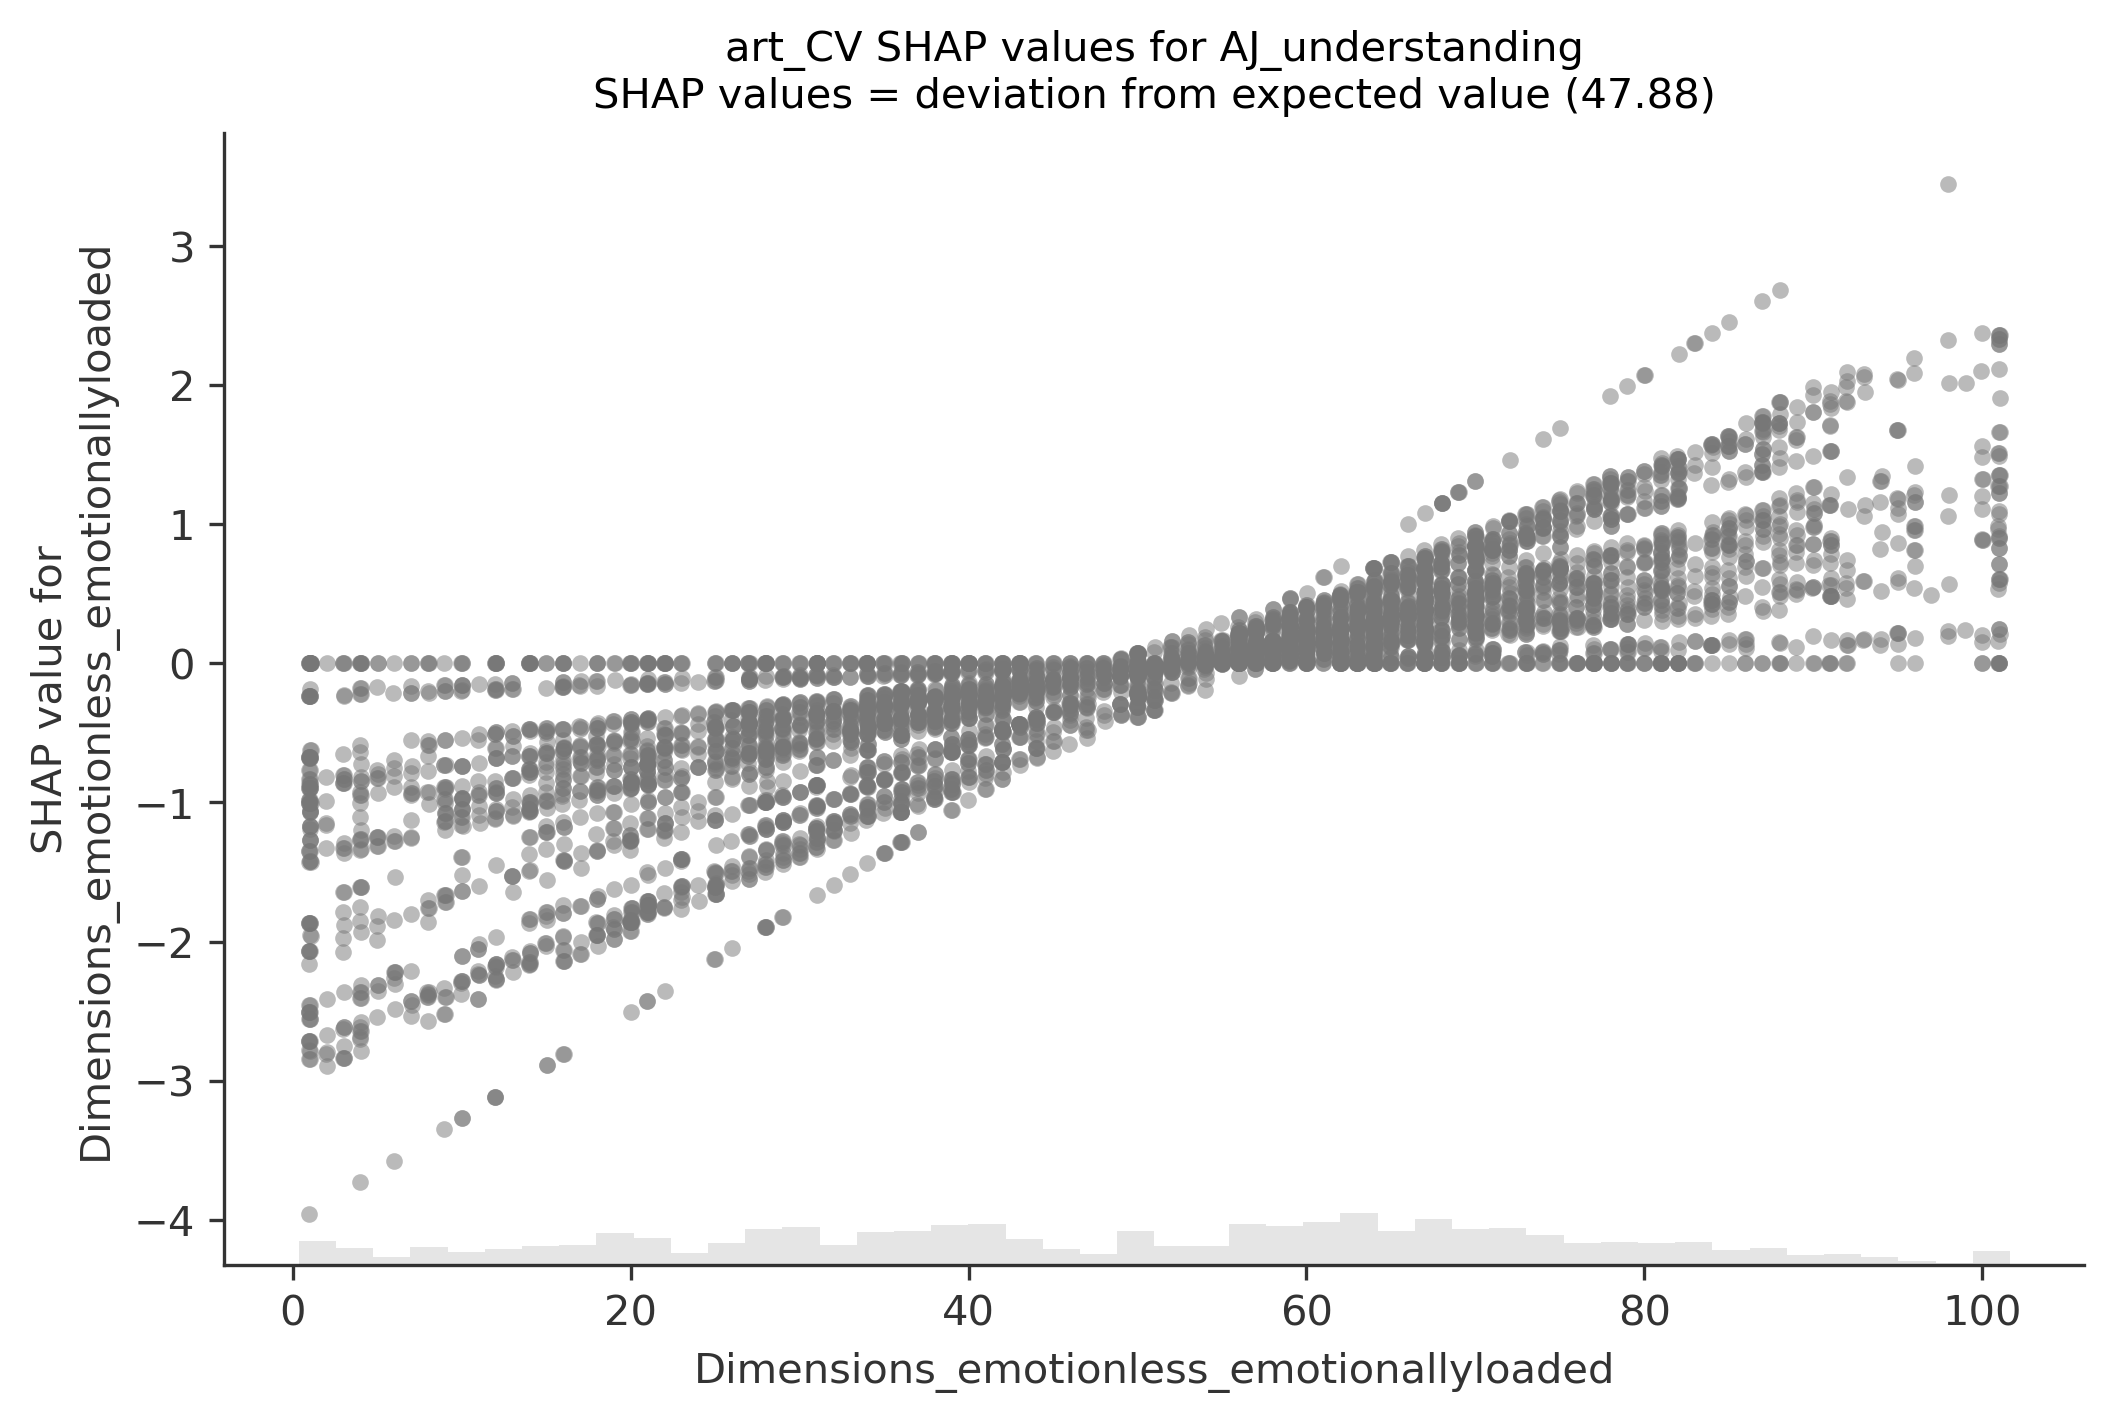 art_CV SHAP values for AJ_understanding
SHAP values = deviation from expected value (47.88)
SHAP value for
Dimensions_emotionless_emotionallyloaded
3
2
1
0
−1
−2
−3
−4
0
20
40
60
80
100
Dimensions_emotionless_emotionallyloaded